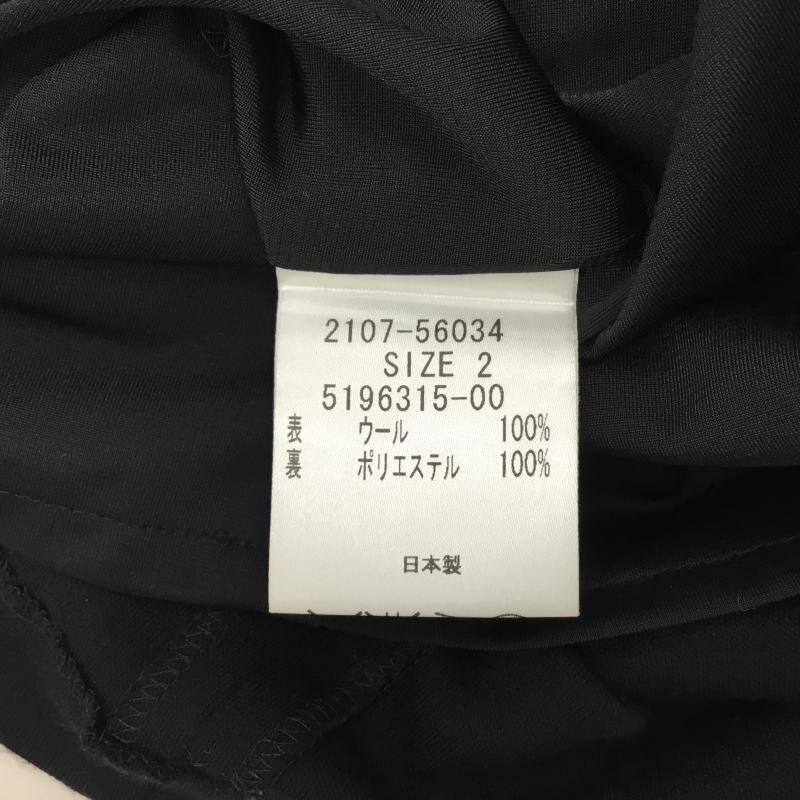 2107-56034
SIZE 2
5196315-00
表 ウール 100%
裏 ポリエステル 100%
日本製